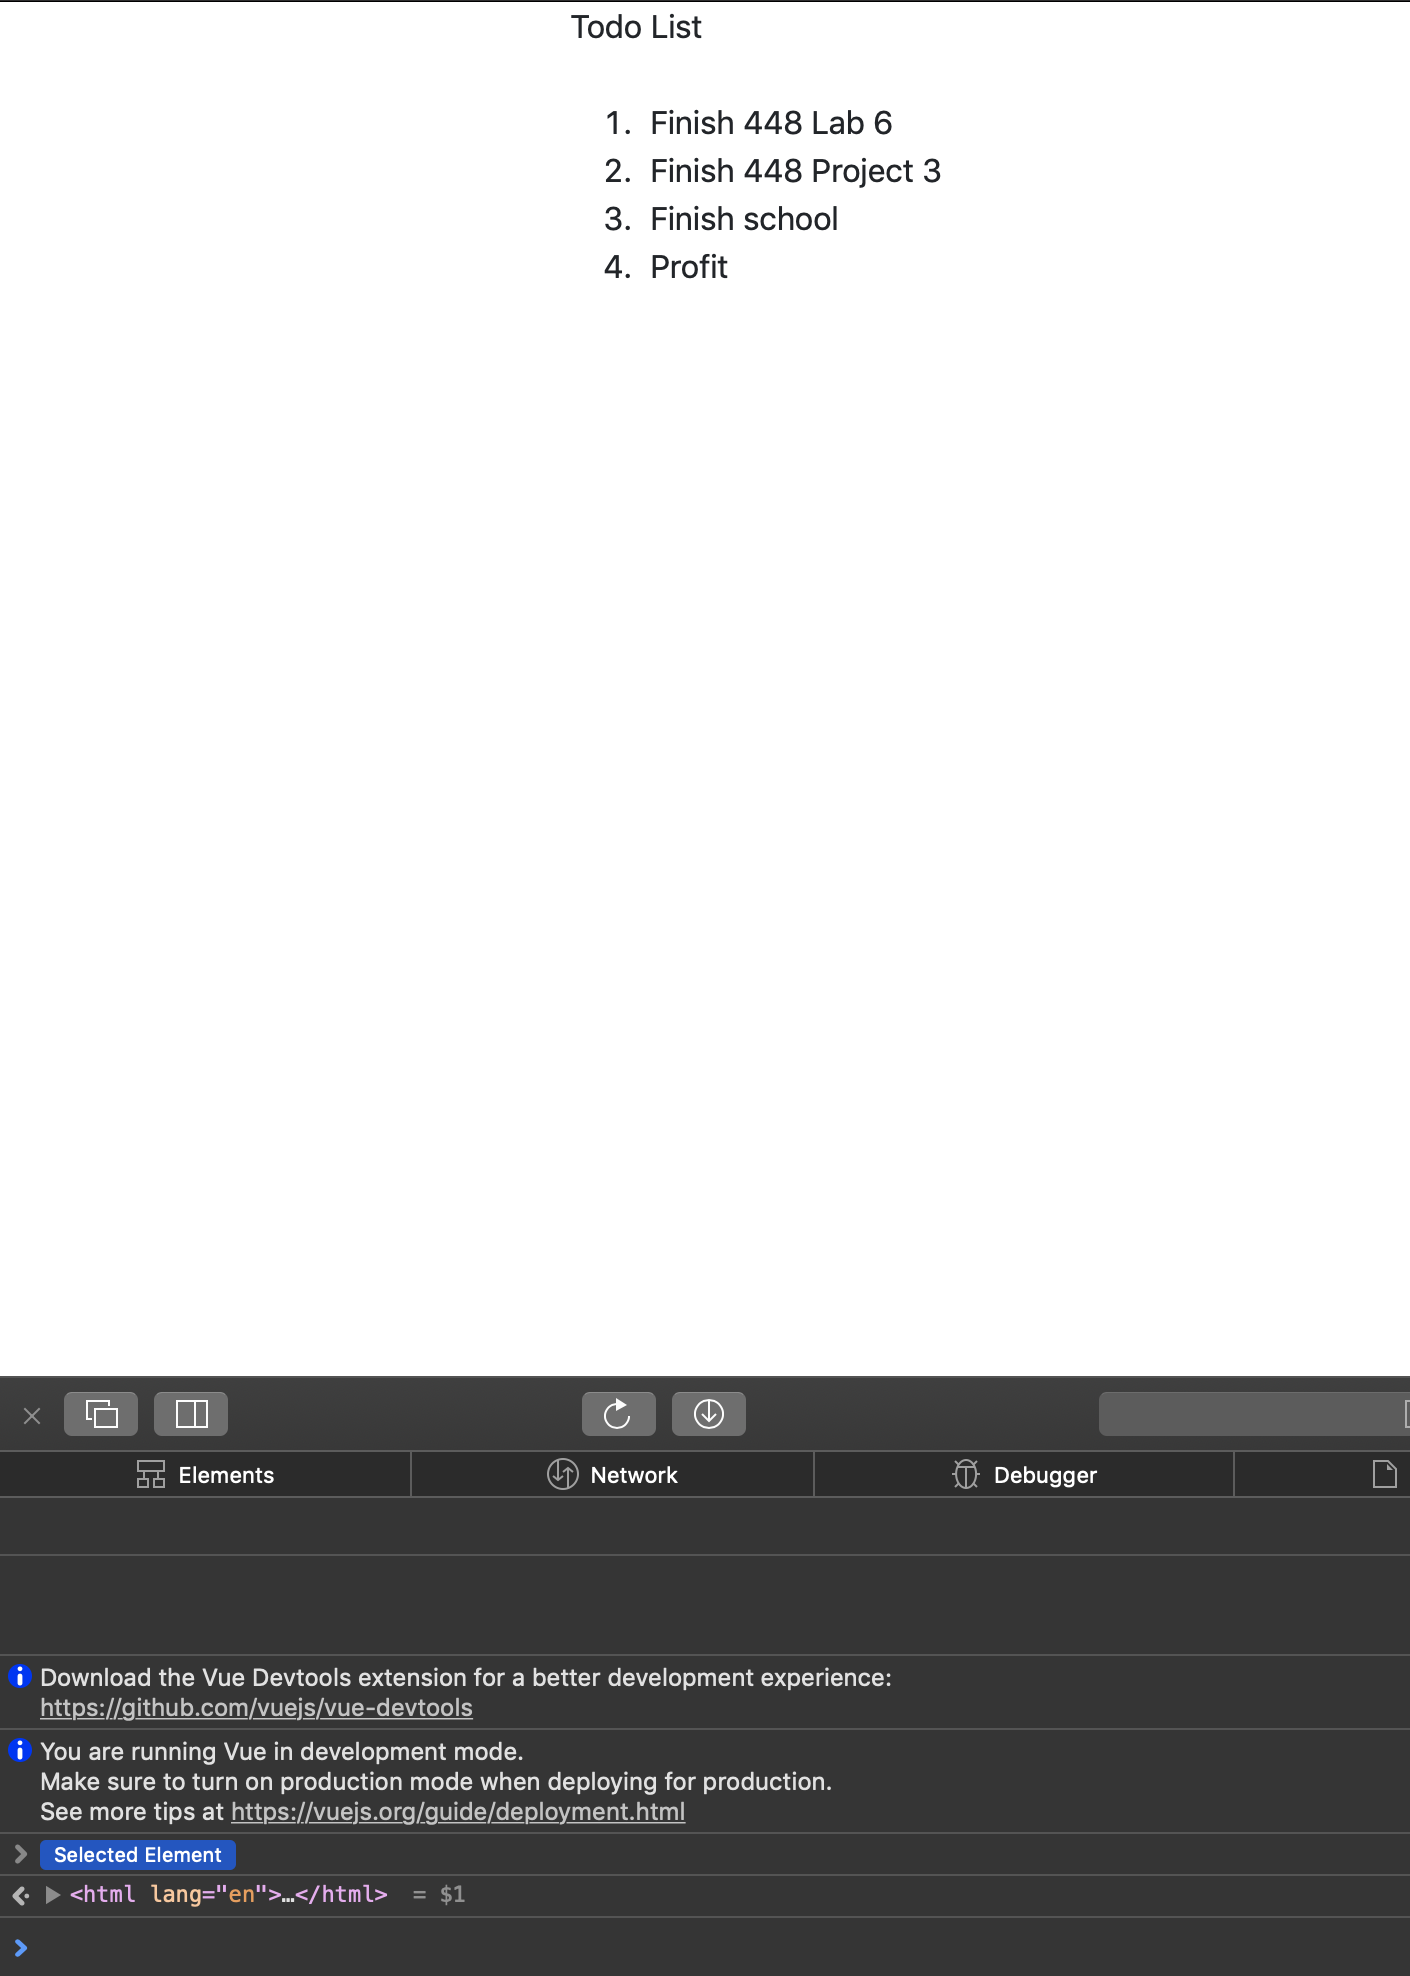 Todo List
1. Finish 448 Lab 6
2. Finish 448 Project 3
3. Finish school
4. Profit
Elements Network Debugger
Download the Vue Devtools extension for a better development experience:
https://github.com/vuejs/vue-devtools
You are running Vue in development mode.
Make sure to turn on production mode when deploying for production.
See more tips at https://vuejs.org/guide/deployment.html
Selected Element
<html lang="en">…</html> = $1